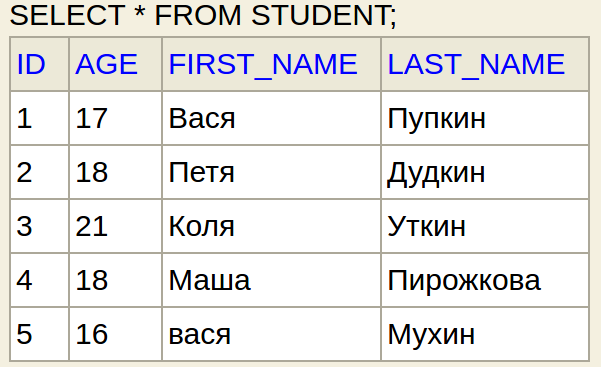 SELECT * FROM STUDENT;
ID AGE FIRST_NAME LAST_NAME
1 17 Вася Пупкин
2 18 Петя Дудкин
3 21 Коля Уткин
4 18 Маша Пирожкова
5 16 вася Мухин